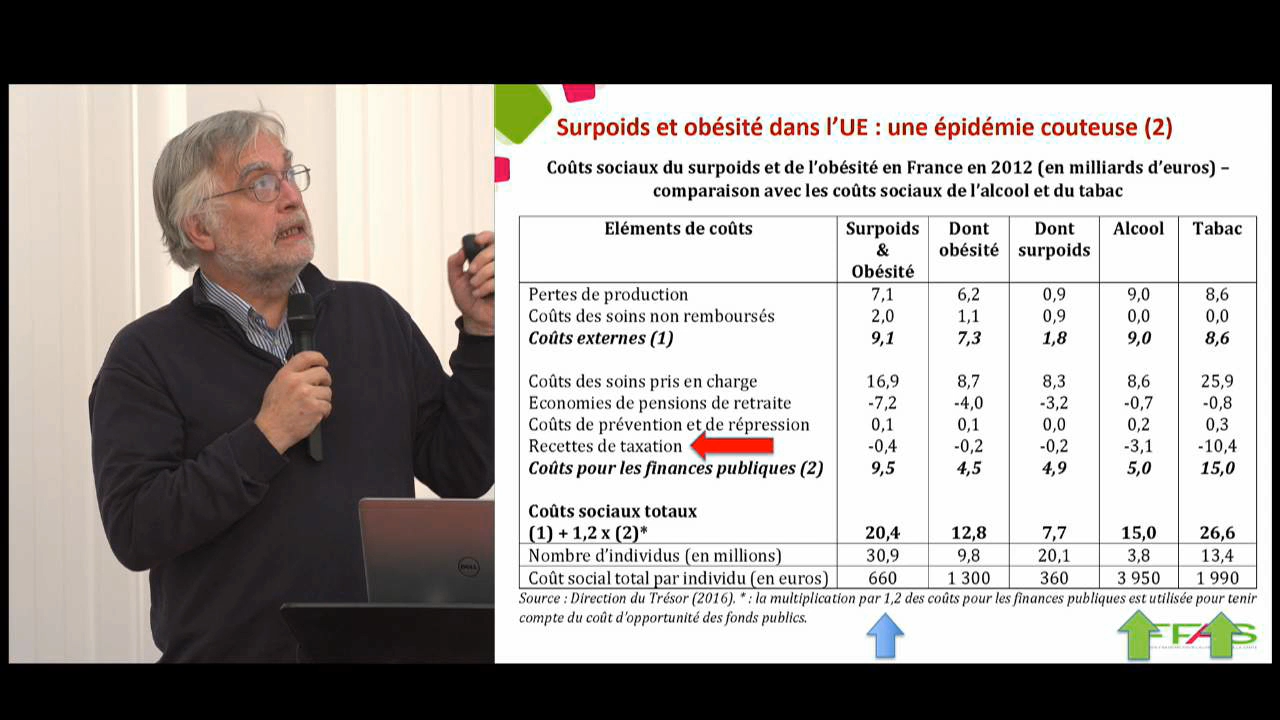 Surpoids et obésité dans l'UE : une épidémie couteuse (2)
Coûts sociaux du surpoids et de l'obésité en France en 2012 (en milliards d'euros) –
comparaison avec les coûts sociaux de l'alcool et du tabac
Eléments de coûts Surpoids & Obésité Dont obésité Dont surpoids Alcool Tabac
Pertes de production 7,1 6,2 0,9 9,0 8,6
Coûts des soins non remboursés 2,0 1,1 0,9 0,0 0,0
Coûts externes (1) 9,1 7,3 1,8 9,0 8,6
Coûts des soins pris en charge 16,9 8,7 8,3 8,6 25,9
Economies de pensions de retraite -7,2 -4,0 -3,2 -0,7 -0,8
Coûts de prévention et de répression 0,1 0,1 0,0 0,2 0,3
Recettes de taxation -0,4 -0,2 -0,2 -3,1 -10,4
Coûts pour les finances publiques (2) 9,5 4,5 4,9 5,0 15,0
Coûts sociaux totaux
(1) + 1,2 x (2)* 20,4 12,8 7,7 15,0 26,6
Nombre d'individus (en millions) 30,9 9,8 20,1 3,8 13,4
Coût social total par individu (en euros) 660 1 300 360 3 950 1 990
Source : Direction du Trésor (2016). * : la multiplication par 1,2 des coûts pour les finances publiques est utilisée pour tenir
compte du coût d'opportunité des fonds publics.
FFAS
DELL